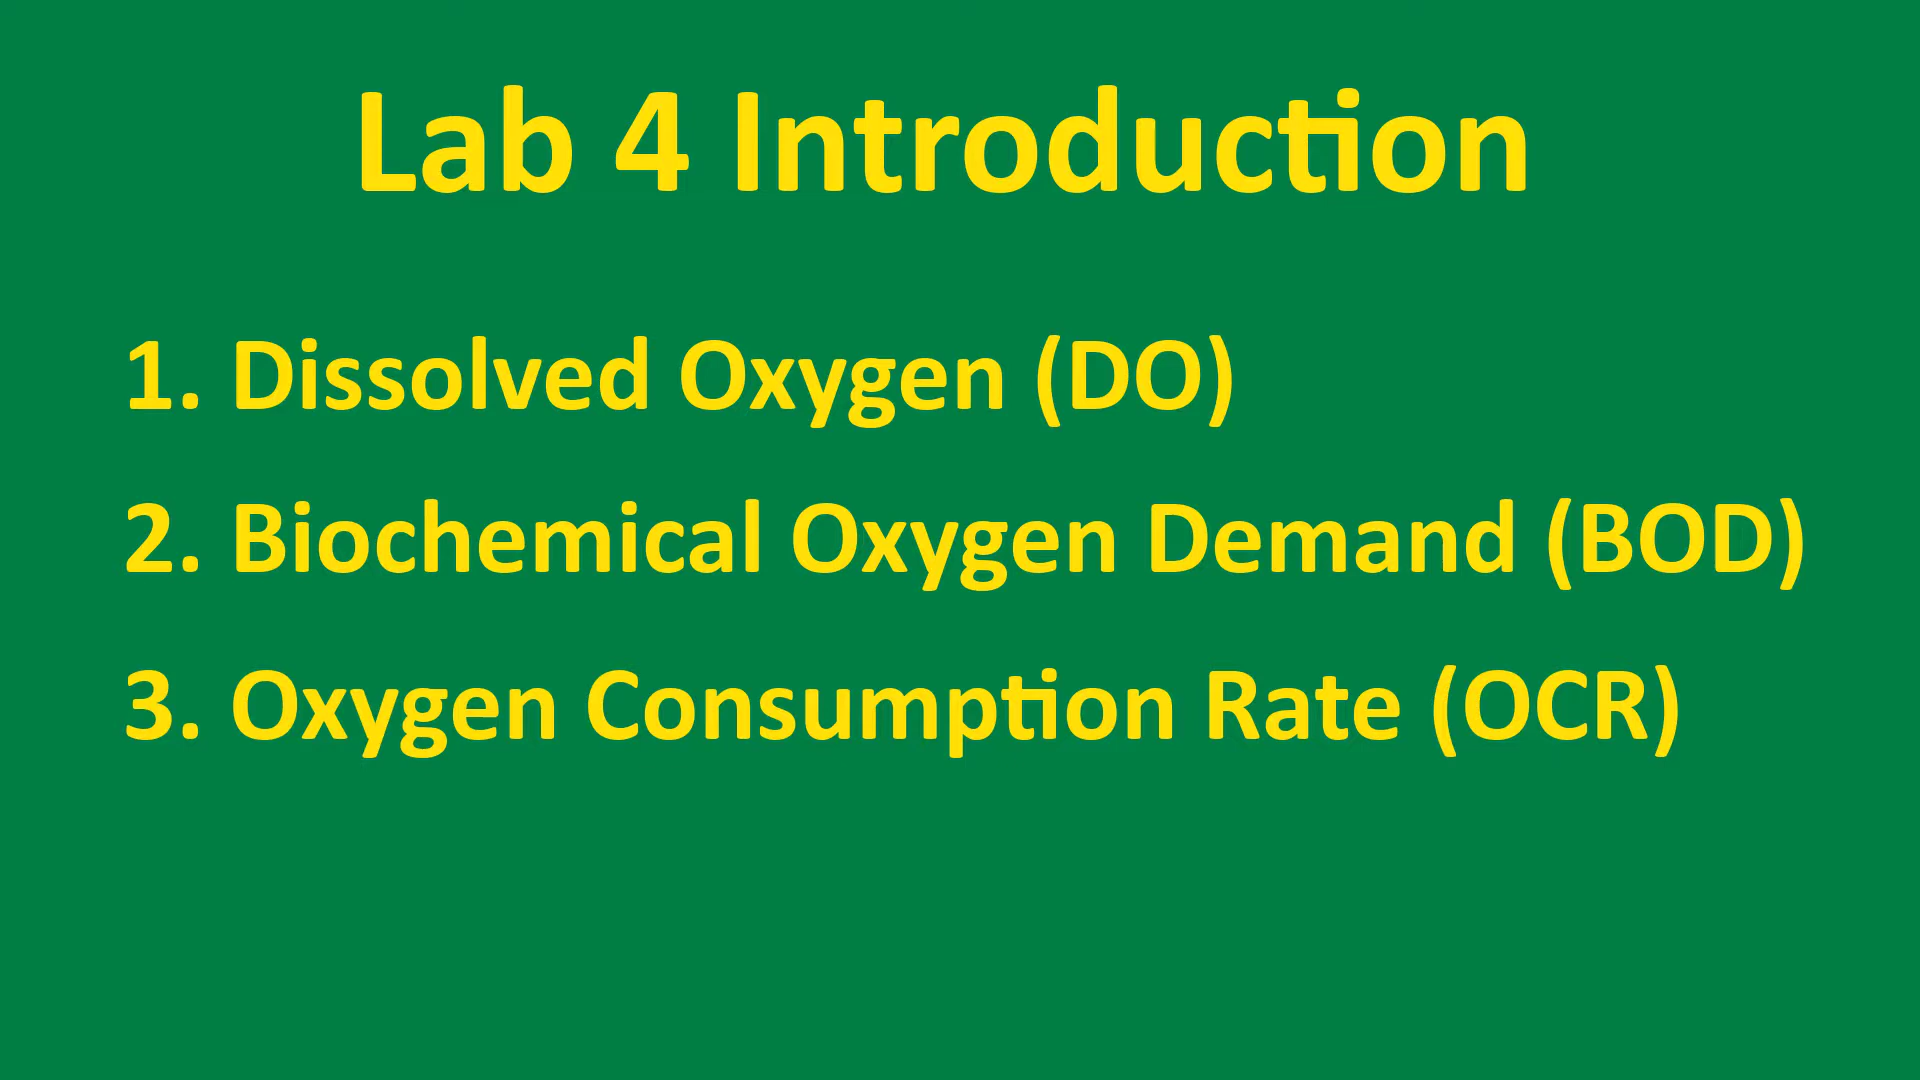 Lab 4 Introduction
1. Dissolved Oxygen (DO)
2. Biochemical Oxygen Demand (BOD)
3. Oxygen Consumption Rate (OCR)